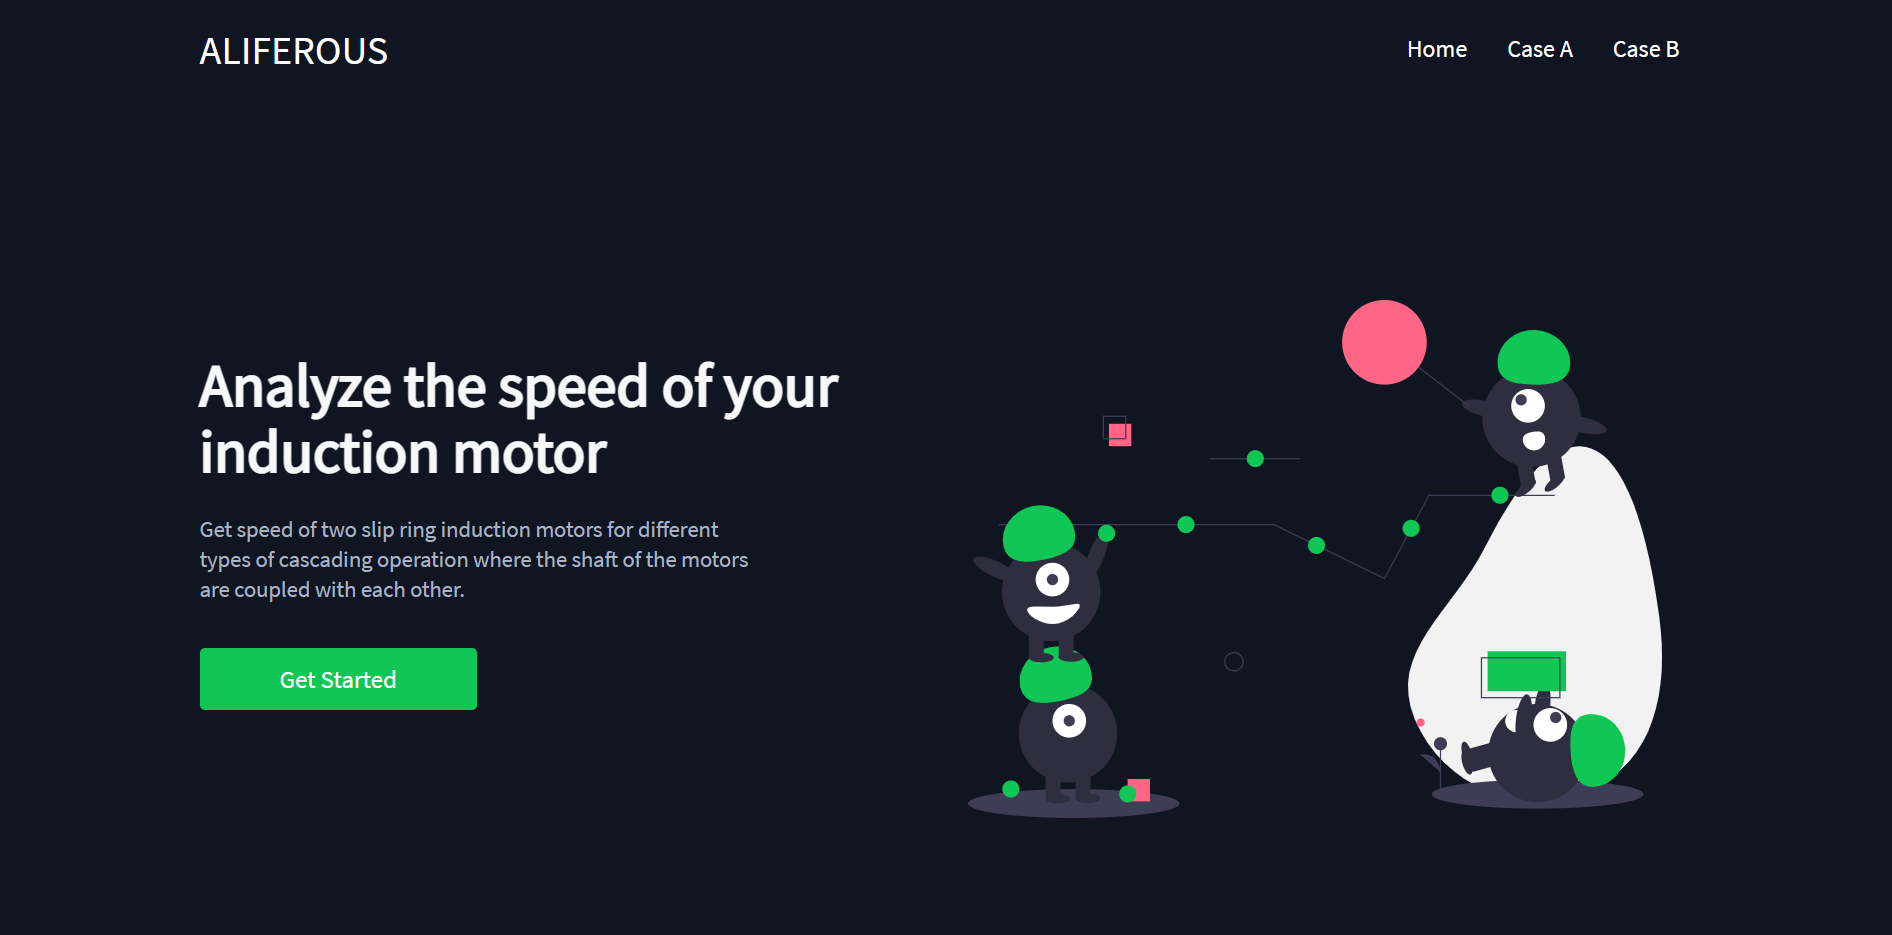 ALIFEROUS
Home Case A Case B
Analyze the speed of your
induction motor
Get speed of two slip ring induction motors for different
types of cascading operation where the shaft of the motors
are coupled with each other.
Get Started